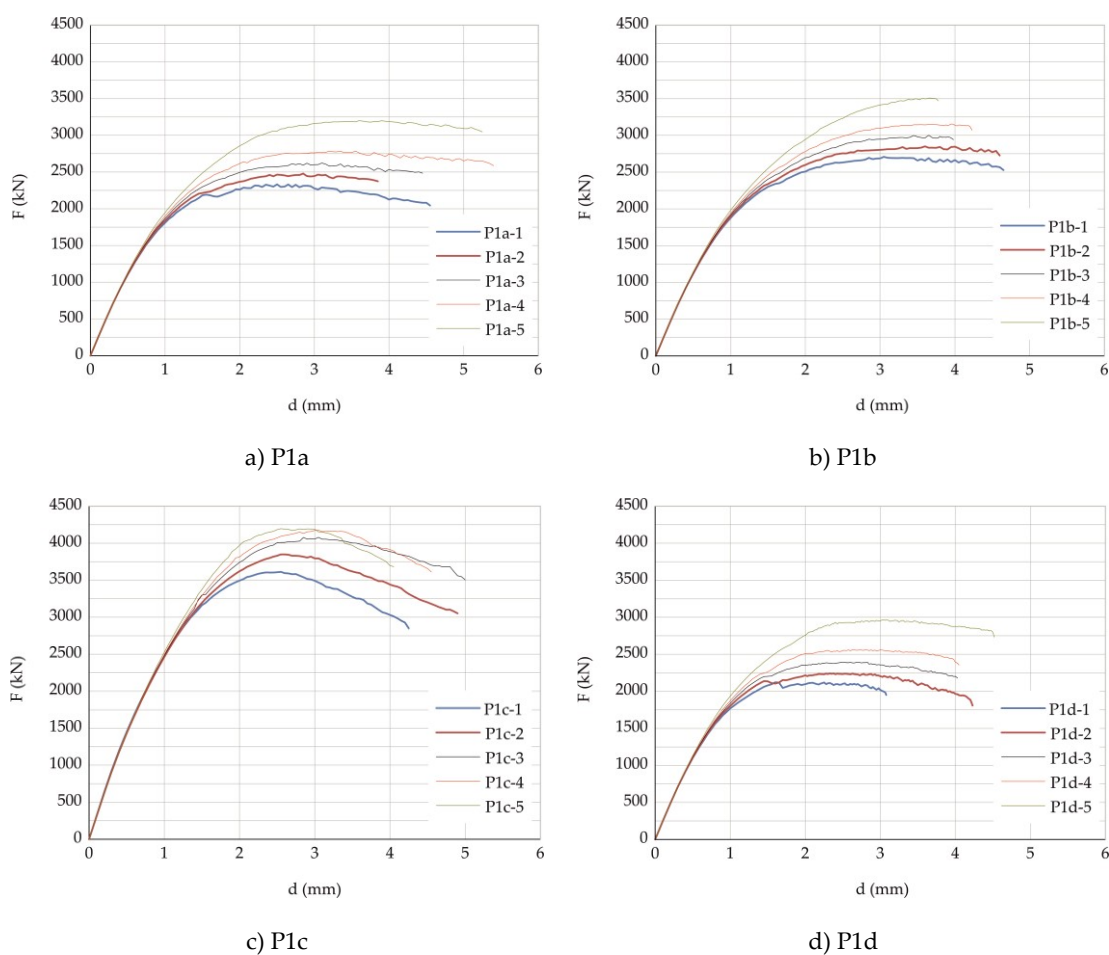 4500
4000
3500
3000
2500
2000
1500
1000
500
0
F (kN)
0 1 2 3 4 5 6
d (mm)
P1a-1
P1a-2
P1a-3
P1a-4
P1a-5
a) P1a
4500
4000
3500
3000
2500
2000
1500
1000
500
0
F (kN)
0 1 2 3 4 5 6
d (mm)
P1b-1
P1b-2
P1b-3
P1b-4
P1b-5
b) P1b
4500
4000
3500
3000
2500
2000
1500
1000
500
0
F (kN)
0 1 2 3 4 5 6
d (mm)
P1c-1
P1c-2
P1c-3
P1c-4
P1c-5
c) P1c
4500
4000
3500
3000
2500
2000
1500
1000
500
0
F (kN)
0 1 2 3 4 5 6
d (mm)
P1d-1
P1d-2
P1d-3
P1d-4
P1d-5
d) P1d